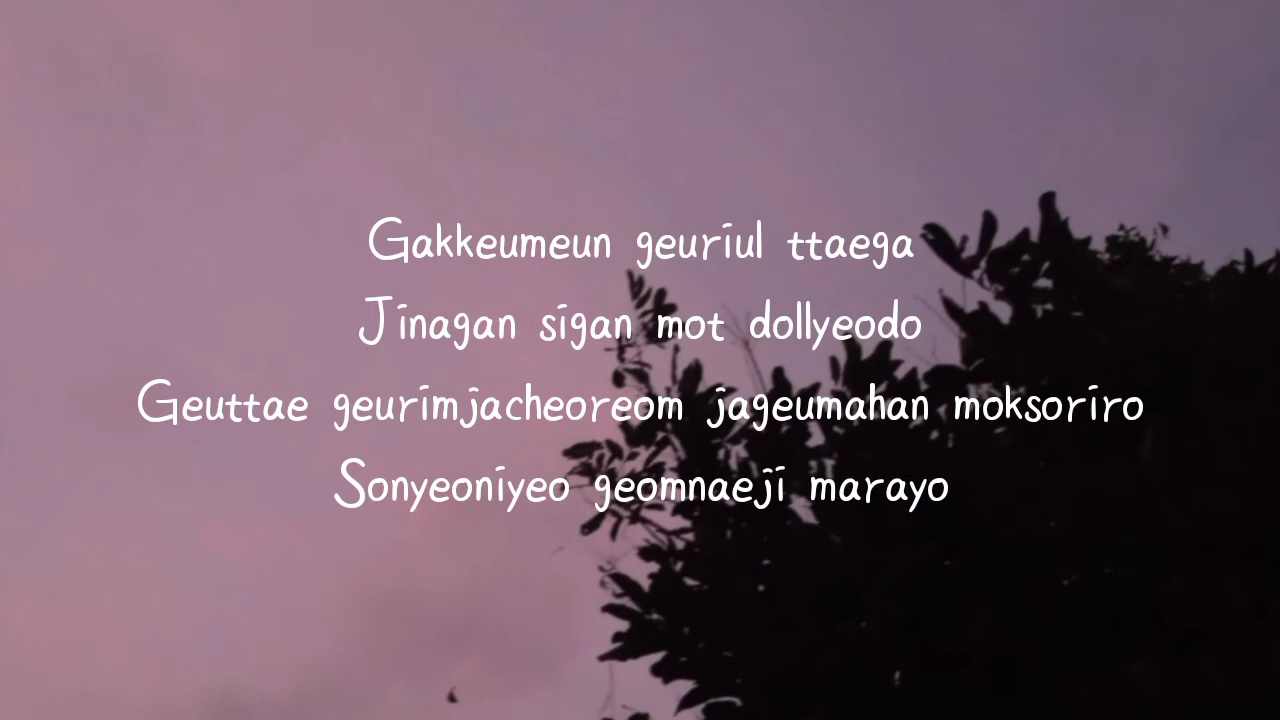 Gakkeumeun geuriul ttaega
Jinagan sigan mot dollyeodo
Geuttae geurimjacheoreom jageumahan moksoriro
Sonyeoniyeo geomnaeji marayo